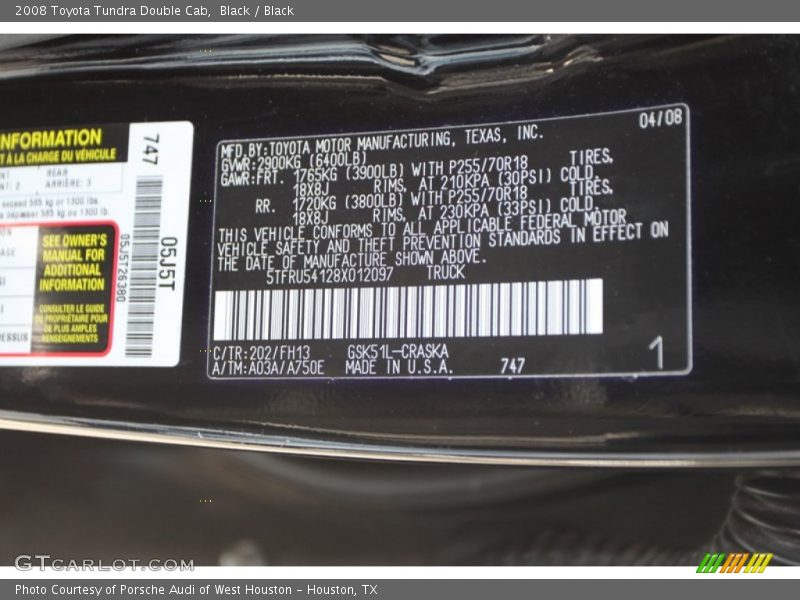 2008 Toyota Tundra Double Cab,  Black / Black
NFORMATION
T À LA CHARGE DU VÉHICULE
REAR
NT: 2 ARRIÈRE: 3
exceed 585 kg or 1300 lbs.
s dépasser 585 kg ou 1300 lb.
SEE OWNER'S
MANUAL FOR
ADDITIONAL
INFORMATION
CONSULTER LE GUIDE
DU PROPRIÉTAIRE POUR
DE PLUS AMPLES
RENSEIGNEMENTS
AGE
DESSUS
747
05J5T26380
05J5T
04/08
MFD.BY:TOYOTA MOTOR MANUFACTURING, TEXAS, INC.
GVWR:2900KG (6400LB)
GAWR:FRT. 1765KG (3900LB) WITH P255/70R18 TIRES,
18X8J RIMS, AT 210KPA (30PSI) COLD.
RR. 1720KG (3800LB) WITH P255/70R18 TIRES,
18X8J RIMS, AT 230KPA (33PSI) COLD.
THIS VEHICLE CONFORMS TO ALL APPLICABLE FEDERAL MOTOR
VEHICLE SAFETY AND THEFT PREVENTION STANDARDS IN EFFECT ON
THE DATE OF MANUFACTURE SHOWN ABOVE.
5TFRU54128X012097 TRUCK
C/TR:202/FH13 GSK51L-CRASKA
A/TM:A03A/A750E MADE IN U.S.A. 747
1
GTCARLOT.COM
Photo Courtesy of Porsche Audi of West Houston - Houston, TX